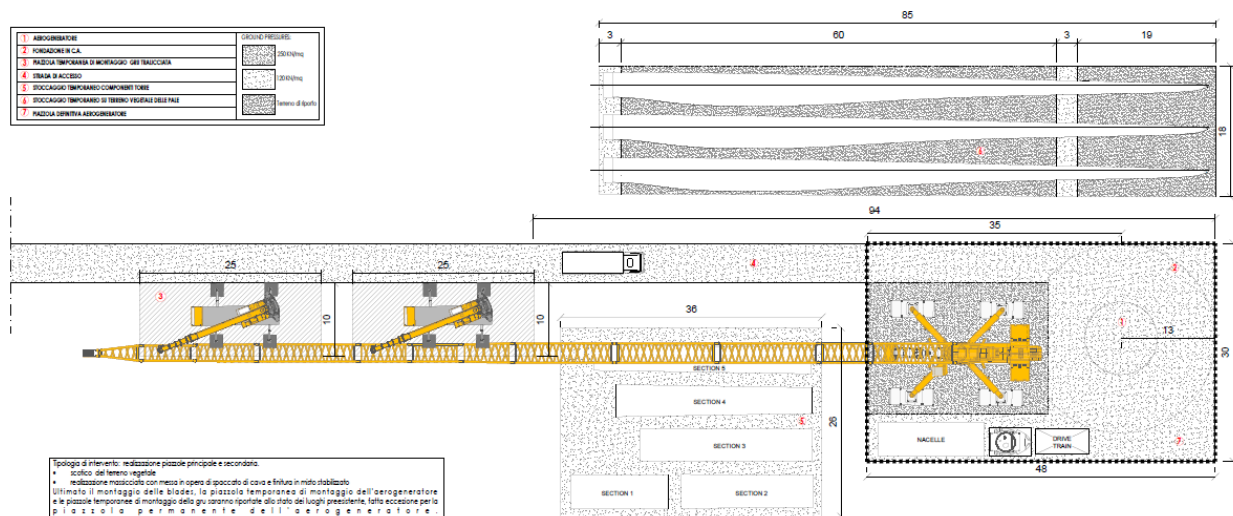 1 AEROGENERATORE
2 FONDAZIONE IN C.A.
3 PIAZZOLA TEMPORANEA DI MONTAGGIO GRU TRALICCIATA
4 STRADA DI ACCESSO
5 STOCCAGGIO TEMPORANEO COMPONENTI TORRE
6 STOCCAGGIO TEMPORANEO SU TERRENO VEGETALE DELLE PALE
7 PIAZZOLA DEFINITIVA AEROGENERATORE
GROUND PRESSURES:
250 KN/mq
120 KN/mq
Terreno di riporto
85
3 60 3 19
18
94
35
25 25
4
3
10 10
36
13
30
SECTION 5
SECTION 4
SECTION 3
SECTION 1 SECTION 2
26
NACELLE
DRIVE
TRAIN
7
48
Tipologia di intervento: realizzazione piazzole principale e secondaria.
• scotico del terreno vegetale
• realizzazione massicciata con messa in opera di spaccato di cava e finitura in misto stabilizzato
Ultimato il montaggio delle blades, la piazzola temporanea di montaggio dell'aerogeneratore
e le piazzole temporanee di montaggio della gru saranno riportate allo stato dei luoghi preesistente, fatta eccezione per la
piazzola permanente dell'aerogeneratore.